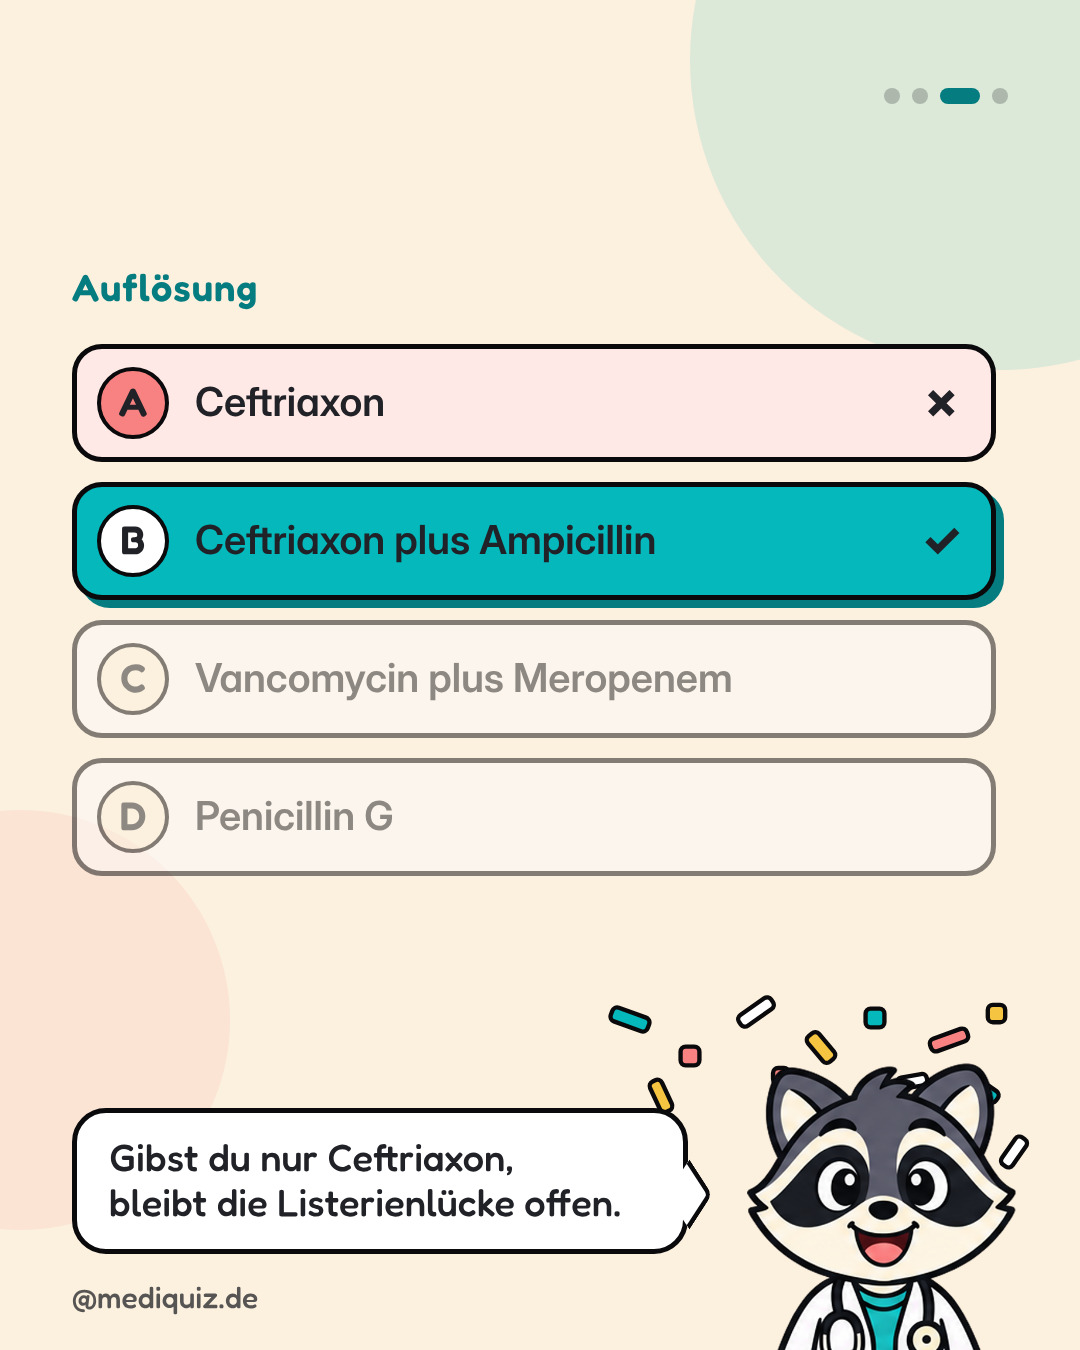 Auflösung
A Ceftriaxon
B Ceftriaxon plus Ampicillin
C Vancomycin plus Meropenem
D Penicillin G
Gibst du nur Ceftriaxon,
bleibt die Listerienlücke offen.
@mediquiz.de